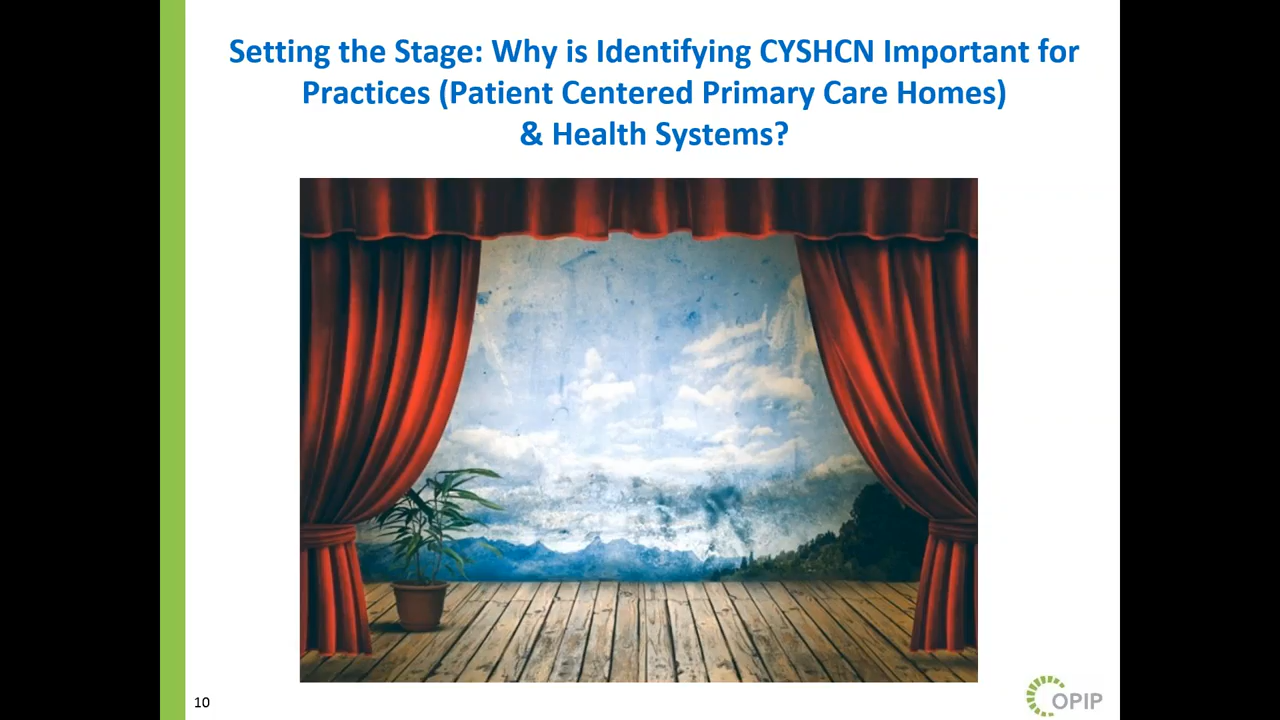 Setting the Stage: Why is Identifying CYSHCN Important for
Practices (Patient Centered Primary Care Homes)
& Health Systems?
10
OPIP